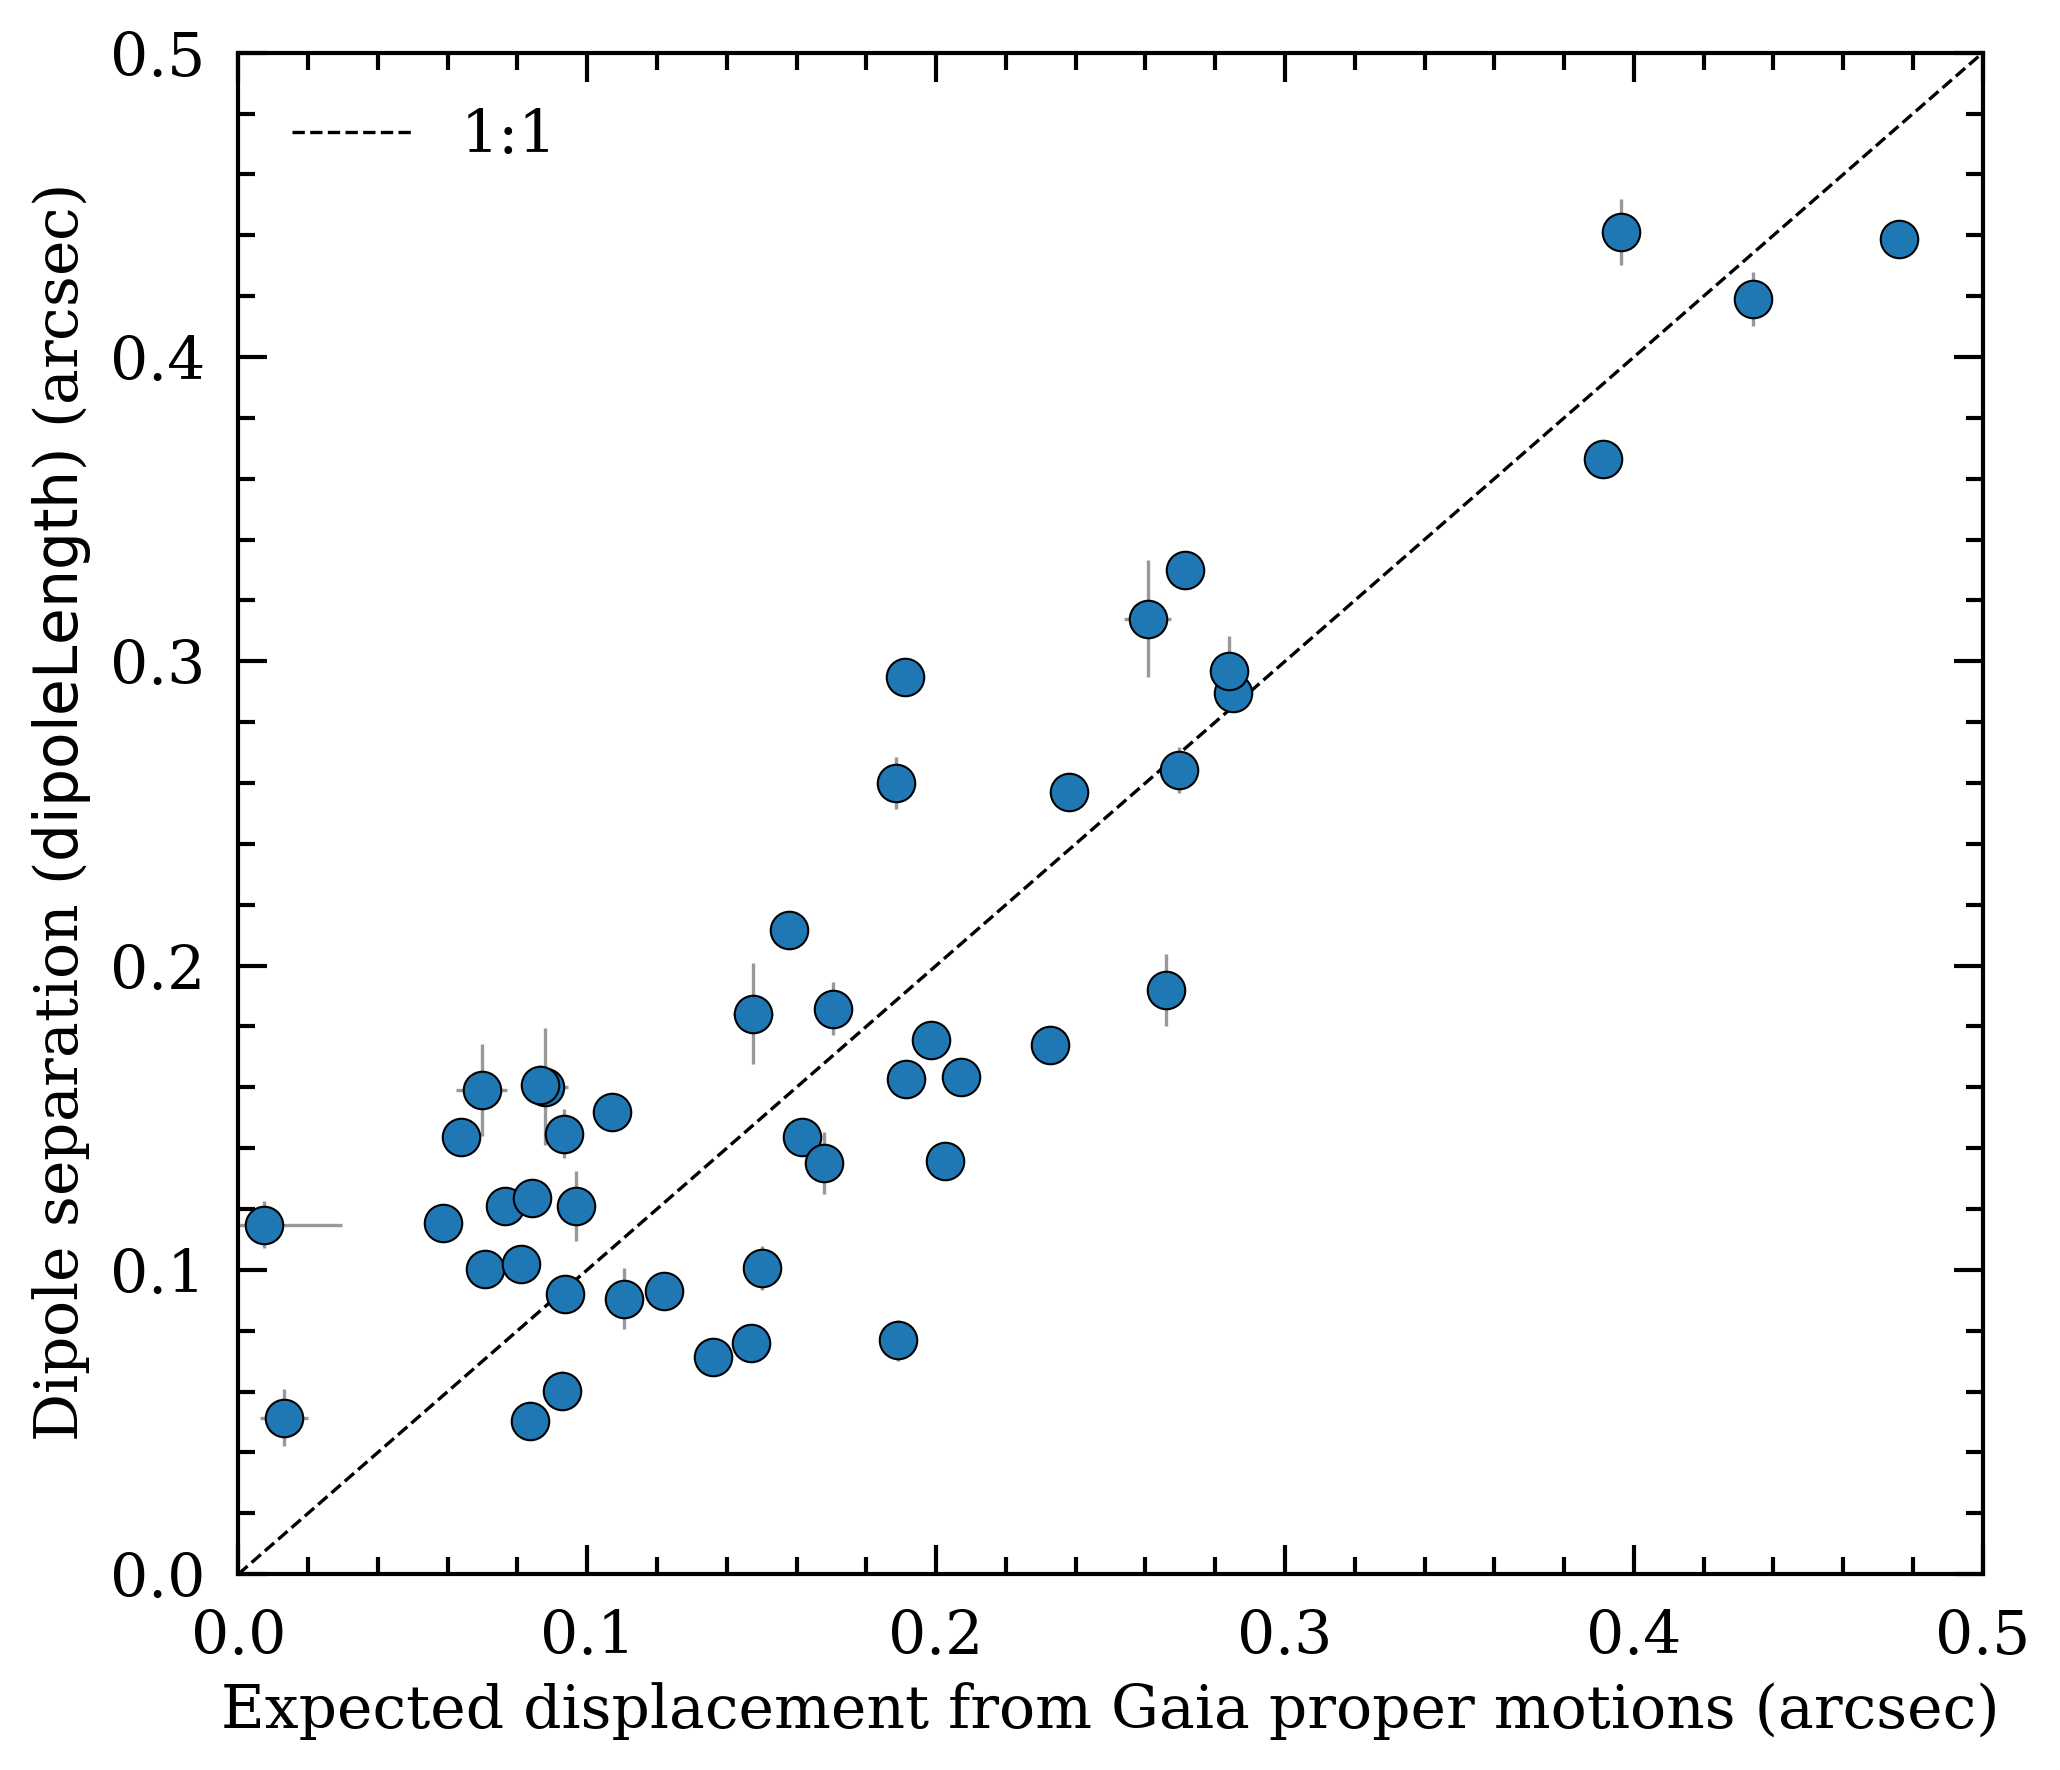 0.5
1:1
0.4
0.3
0.2
0.1
0.0
Dipole separation (dipoleLength) (arcsec)
0.0 0.1 0.2 0.3 0.4 0.5
Expected displacement from Gaia proper motions (arcsec)